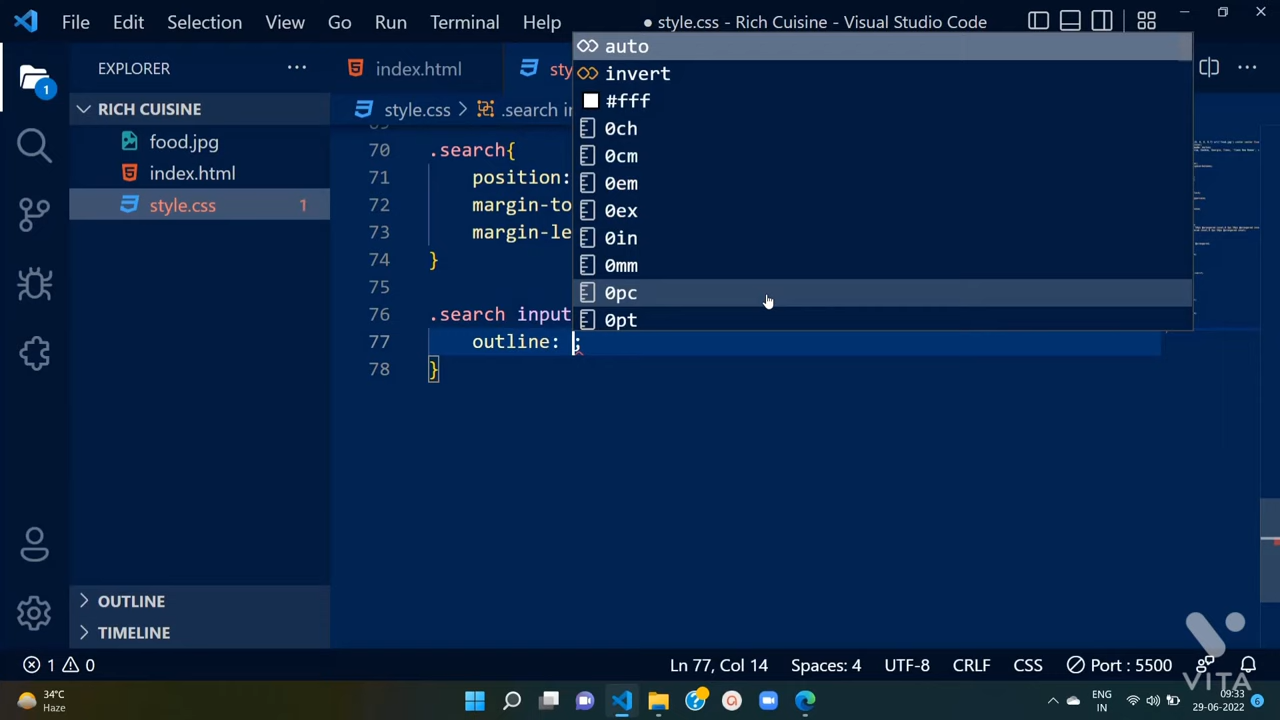 File Edit Selection View Go Run Terminal Help ● style.css - Rich Cuisine - Visual Studio Code
EXPLORER ···
1
RICH CUISINE
food.jpg
index.html
style.css 1
OUTLINE
TIMELINE
index.html
style.css > .search
70 .search{
71 position:
72
73
74 }
75
76 .search input
77 outline: ;
78 }
auto
invert
#fff
0ch
0cm
0em
0ex
0in
0mm
0pc
0pt
1 0 Ln 77, Col 14 Spaces: 4 UTF-8 CRLF CSS Port : 5500
VITA
34°C
Haze
ENG
IN
09:33
29-06-2022
6